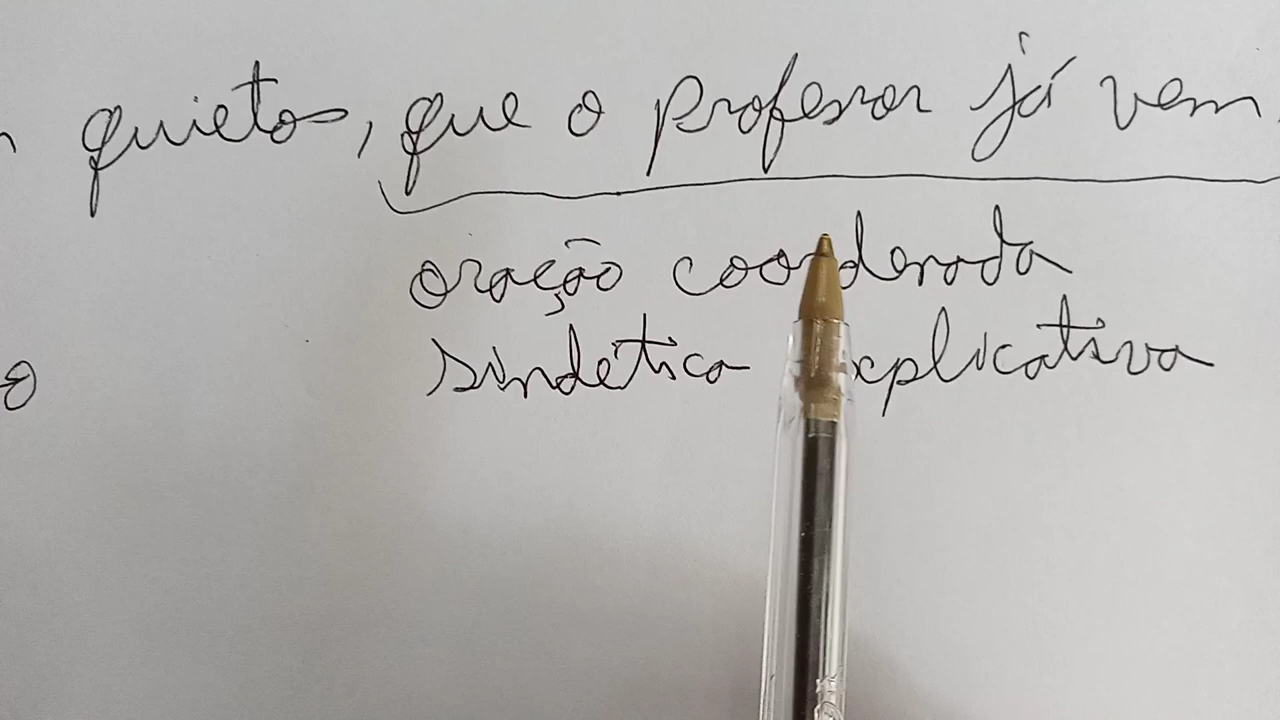 quietos, que o professor já vem.
oração coordenada
sindética explicativa
o